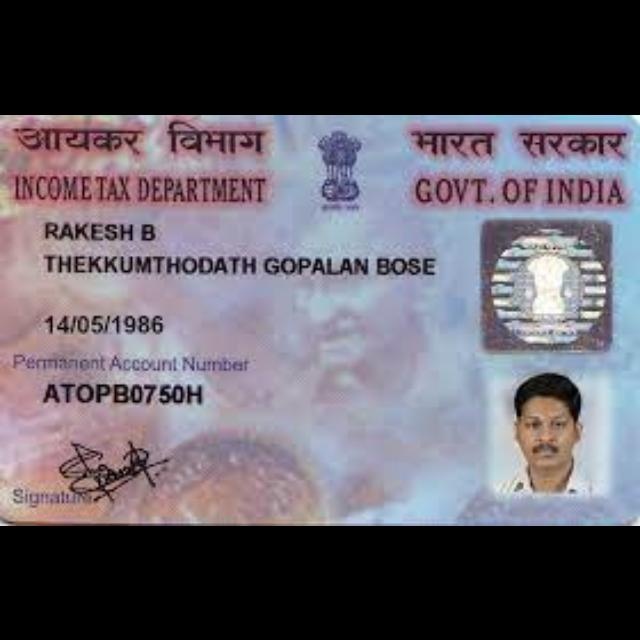 आयकर विभाग
भारत सरकार
INCOME TAX DEPARTMENT
GOVT. OF INDIA
RAKESH B
THEKKUMTHODATH GOPALAN BOSE
14/05/1986
Permanent Account Number
ATOPB0750H
Signature